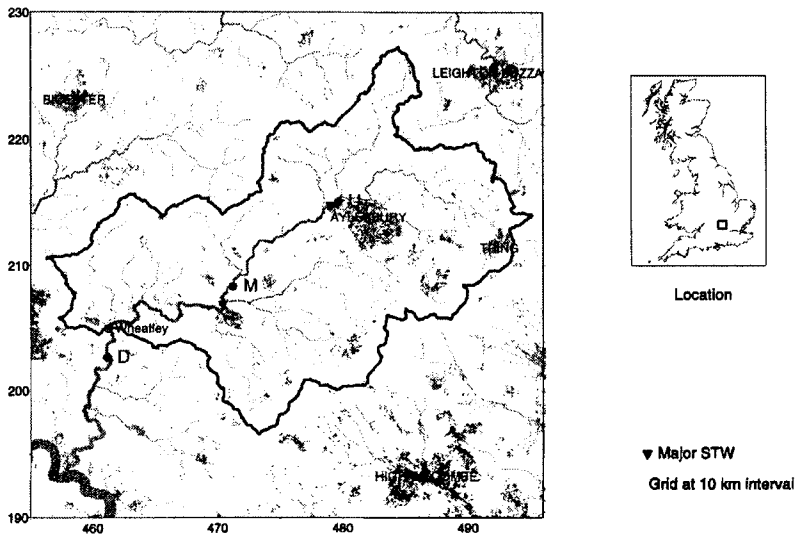 230
LEIGHTON BUZZA
BICESTER
220
U
AYLESBURY
TRING
210
M
Location
Wheatley
D
200
Major STW
Grid at 10 km interval
HIGH WYCOMBE
190
460
470
480
490